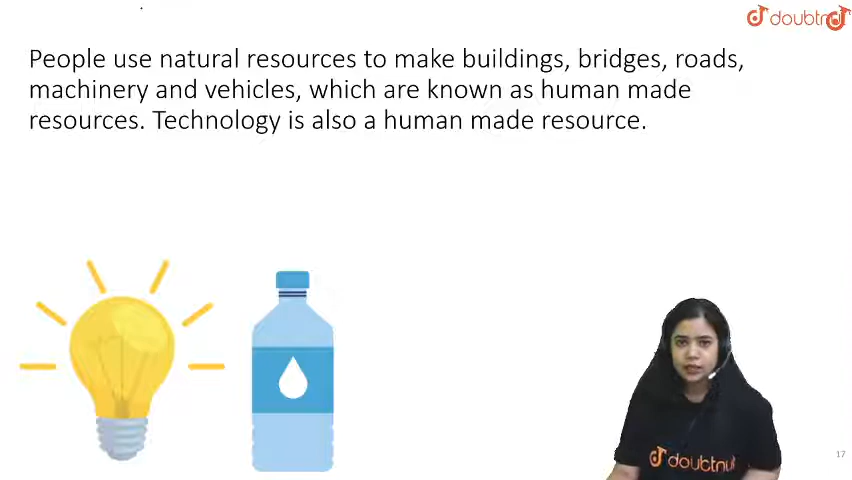 doubtnut
People use natural resources to make buildings, bridges, roads,
machinery and vehicles, which are known as human made
resources. Technology is also a human made resource.
doubtnut
17